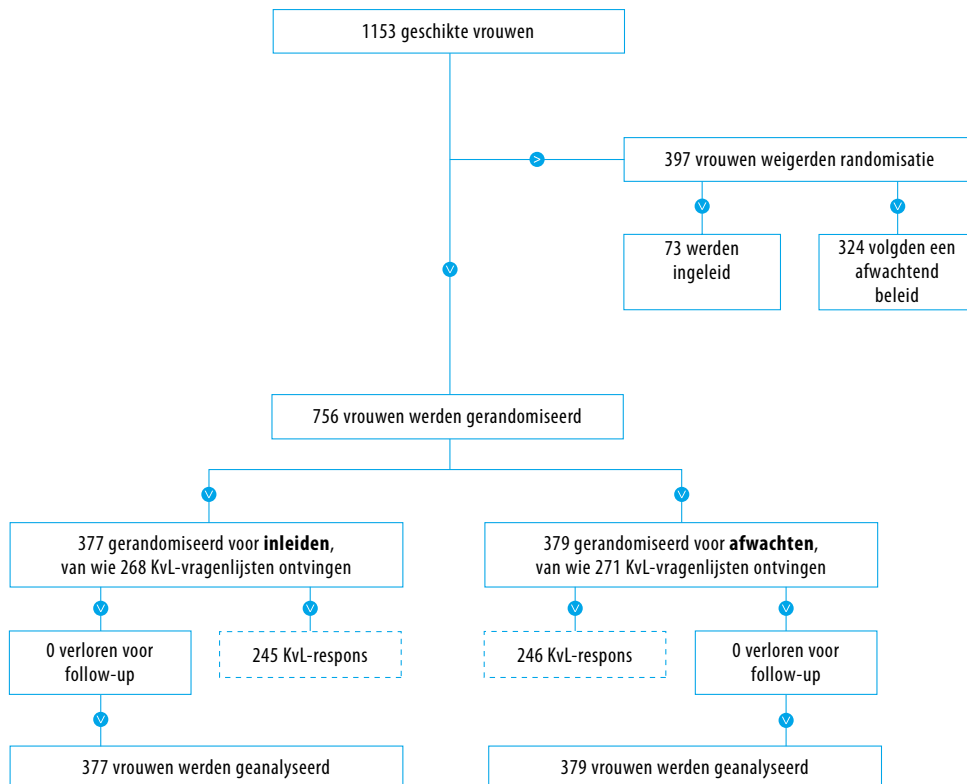 1153 geschikte vrouwen
397 vrouwen weigerden randomisatie
73 werden
ingeleid
324 volgden een
afwachtend
beleid
756 vrouwen werden gerandomiseerd
377 gerandomiseerd voor inleiden,
van wie 268 KvL-vragenlijsten ontvingen
379 gerandomiseerd voor afwachten,
van wie 271 KvL-vragenlijsten ontvingen
0 verloren voor
follow-up
245 KvL-respons
246 KvL-respons
0 verloren voor
follow-up
377 vrouwen werden geanalyseerd
379 vrouwen werden geanalyseerd